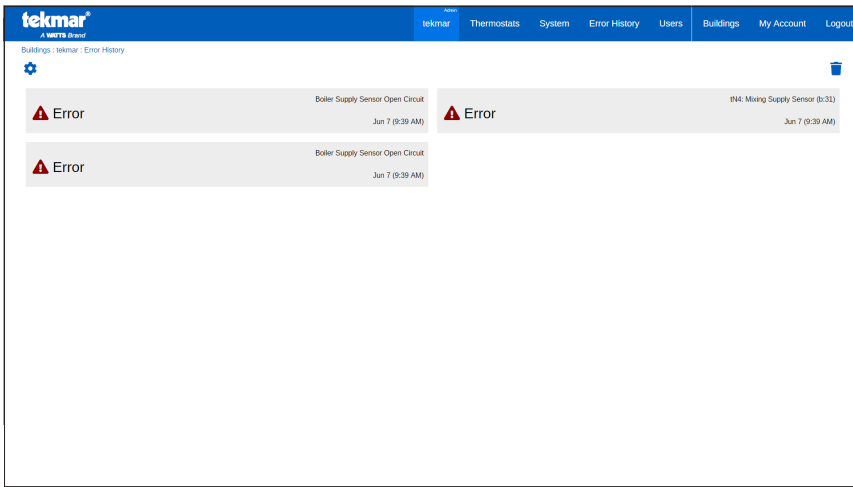 tekmar®
A WATTS Brand
Admin
tekmar Thermostats System Error History Users Buildings My Account Logout
Buildings : tekmar : Error History
Error
Boiler Supply Sensor Open Circuit
Jun 7 (9:39 AM)
Error
tN4: Mixing Supply Sensor (b:31)
Jun 7 (9:39 AM)
Error
Boiler Supply Sensor Open Circuit
Jun 7 (9:39 AM)